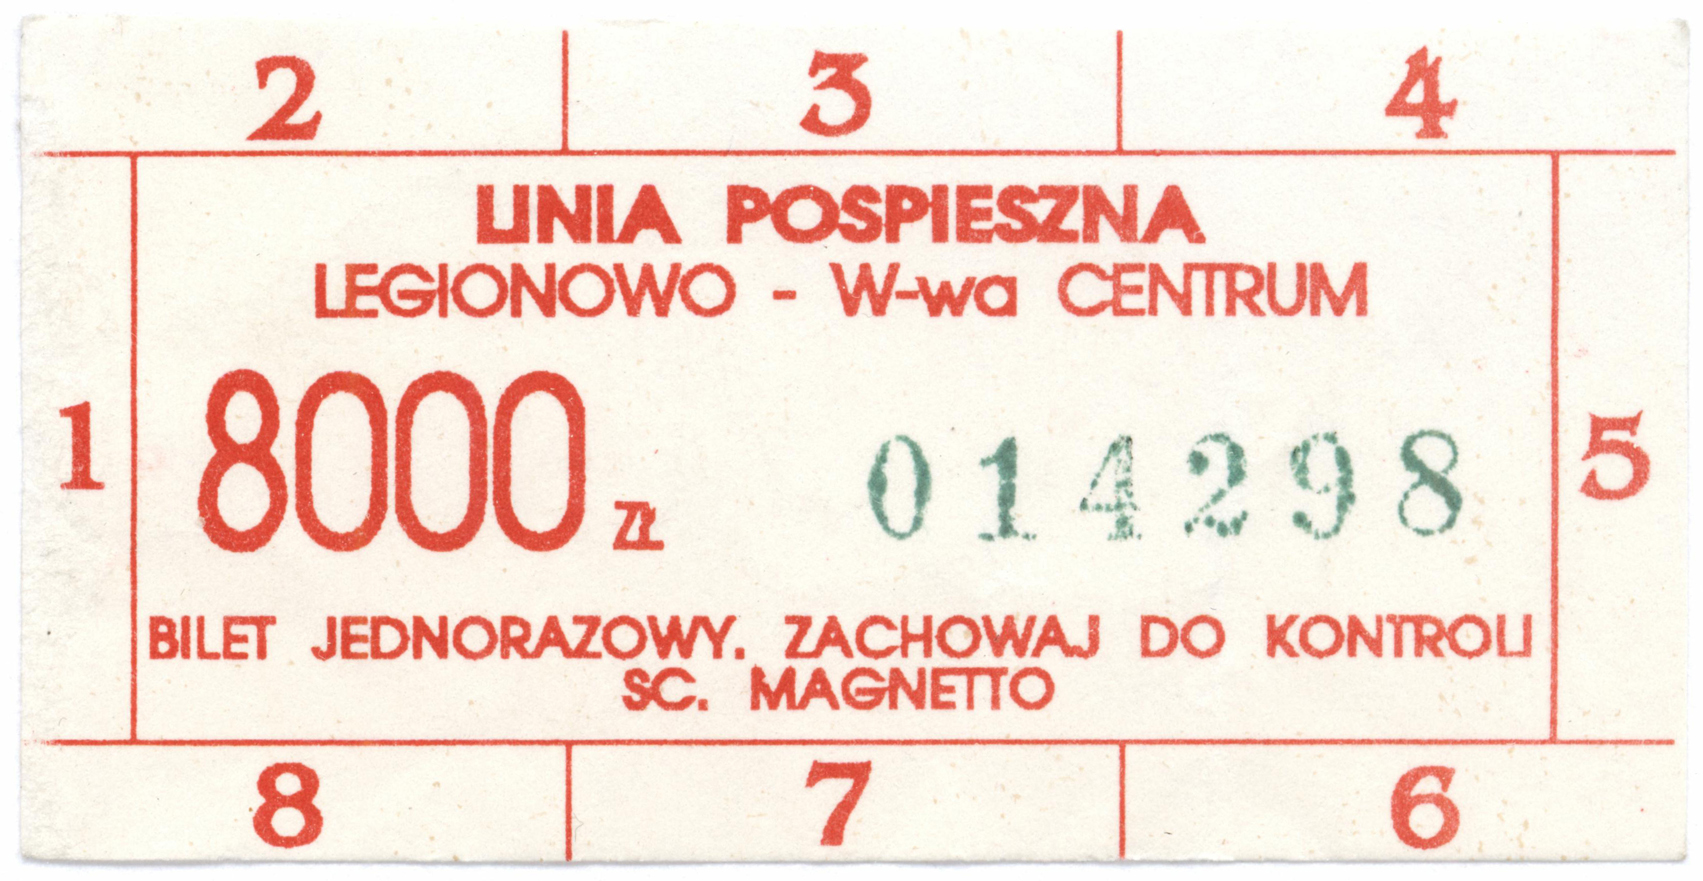 2 3 4
LINIA POSPIESZNA
LEGIONOWO - W-wa CENTRUM
1 8000 ZŁ 014298 5
BILET JEDNORAZOWY. ZACHOWAJ DO KONTROLI
SC. MAGNETTO
8 7 6